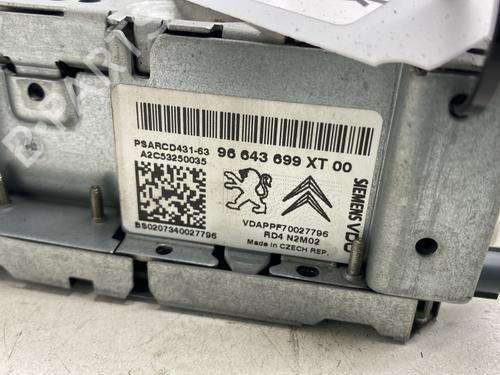 PSARCD431-63
A2C53250035
96 643 699 XT 00
BS0207340027796
VDAPPF70027796
RD4 N2M02
Made in CZECH REP.
SIEMENS VDO